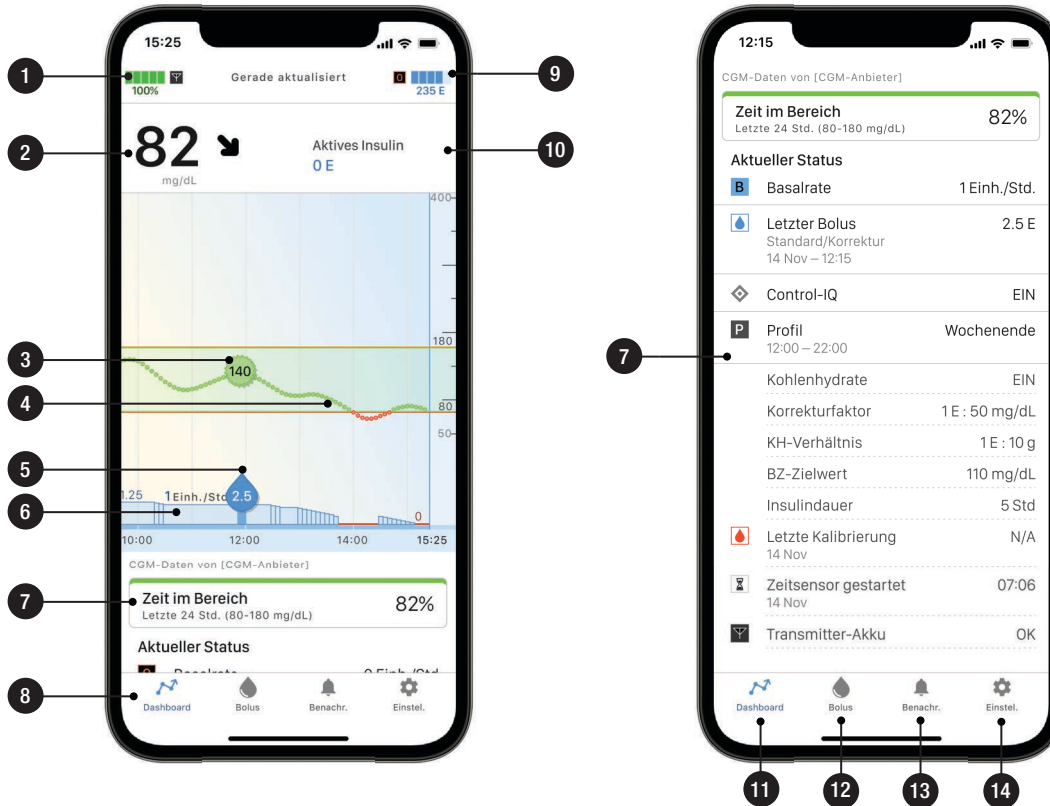 15:25
1
100%
Gerade aktualisiert
0
235 E
9
2
82
mg/dL
Aktives Insulin
0 E
10
400
180
3
140
4
80
50
5
1.25
1 Einh./Std
2.5
6
0
10:00
12:00
14:00
15:25
CGM-Daten von [CGM-Anbieter]
7
Zeit im Bereich
Letzte 24 Std. (80-180 mg/dL)
82%
Aktueller Status
0 Basalrate 0 Einh./Std
8
Dashboard
Bolus
Benachr.
Einstel.
12:15
CGM-Daten von [CGM-Anbieter]
Zeit im Bereich
Letzte 24 Std. (80-180 mg/dL)
82%
Aktueller Status
B Basalrate 1 Einh./Std.
Letzter Bolus 2.5 E
Standard/Korrektur
14 Nov – 12:15
Control-IQ EIN
P Profil Wochenende
12:00 – 22:00
7
Kohlenhydrate EIN
Korrekturfaktor 1 E : 50 mg/dL
KH-Verhältnis 1 E : 10 g
BZ-Zielwert 110 mg/dL
Insulindauer 5 Std
Letzte Kalibrierung N/A
14 Nov
Zeitsensor gestartet 07:06
14 Nov
Transmitter-Akku OK
Dashboard
Bolus
Benachr.
Einstel.
11
12
13
14